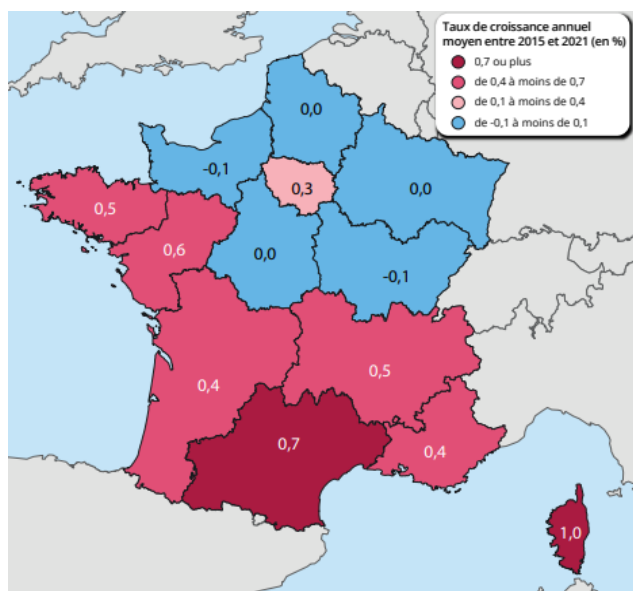 Taux de croissance annuel
moyen entre 2015 et 2021 (en %)
0,7 ou plus
de 0,4 à moins de 0,7
de 0,1 à moins de 0,4
de -0,1 à moins de 0,1
0,0
-0,1
0,3
0,0
0,5
0,6
0,0
-0,1
0,4
0,5
0,7
0,4
1,0